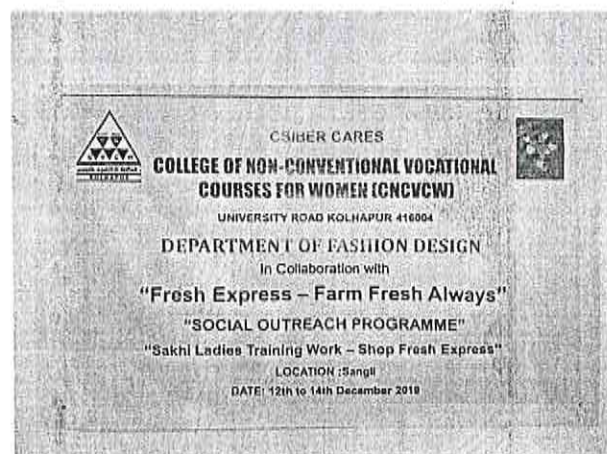 CSIBER CARES
COLLEGE OF NON-CONVENTIONAL VOCATIONAL
COURSES FOR WOMEN (CNCVCW)
UNIVERSITY ROAD KOLHAPUR 416004
DEPARTMENT OF FASHION DESIGN
In Collaboration with
"Fresh Express – Farm Fresh Always"
"SOCIAL OUTREACH PROGRAMME"
"Sakhi Ladies Training Work – Shop Fresh Express"
LOCATION :Sangli
DATE: 12th to 14th December 2018
KOLHAPUR